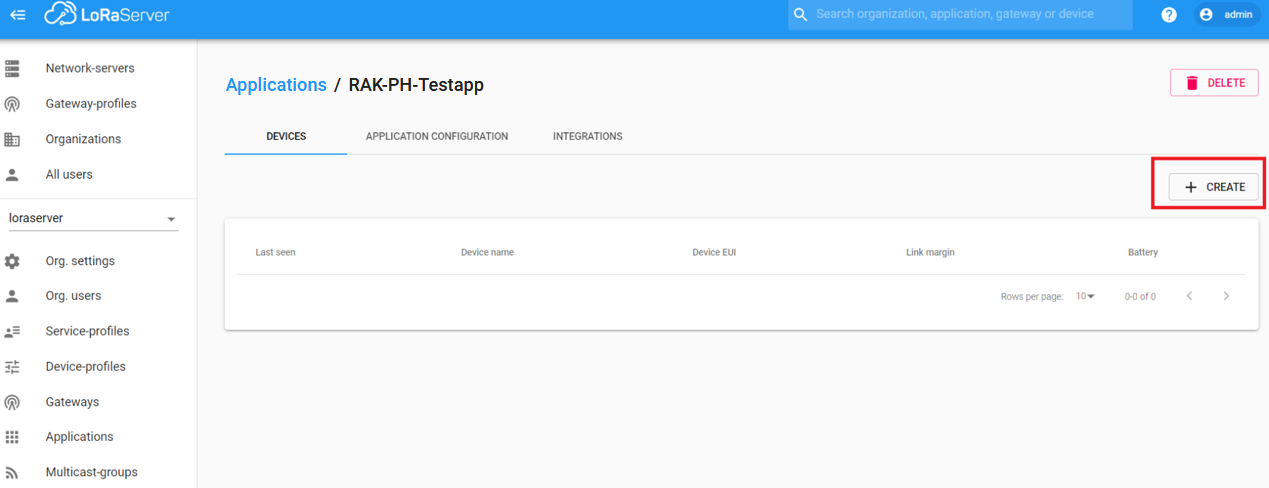 LoRaServer
Search organization, application, gateway or device
? admin
Network-servers
Gateway-profiles
Organizations
All users
loraserver
Org. settings
Org. users
Service-profiles
Device-profiles
Gateways
Applications
Multicast-groups
Applications / RAK-PH-Testapp
DELETE
DEVICES APPLICATION CONFIGURATION INTEGRATIONS
+ CREATE
Last seen Device name Device EUI Link margin Battery
Rows per page: 10 0-0 of 0